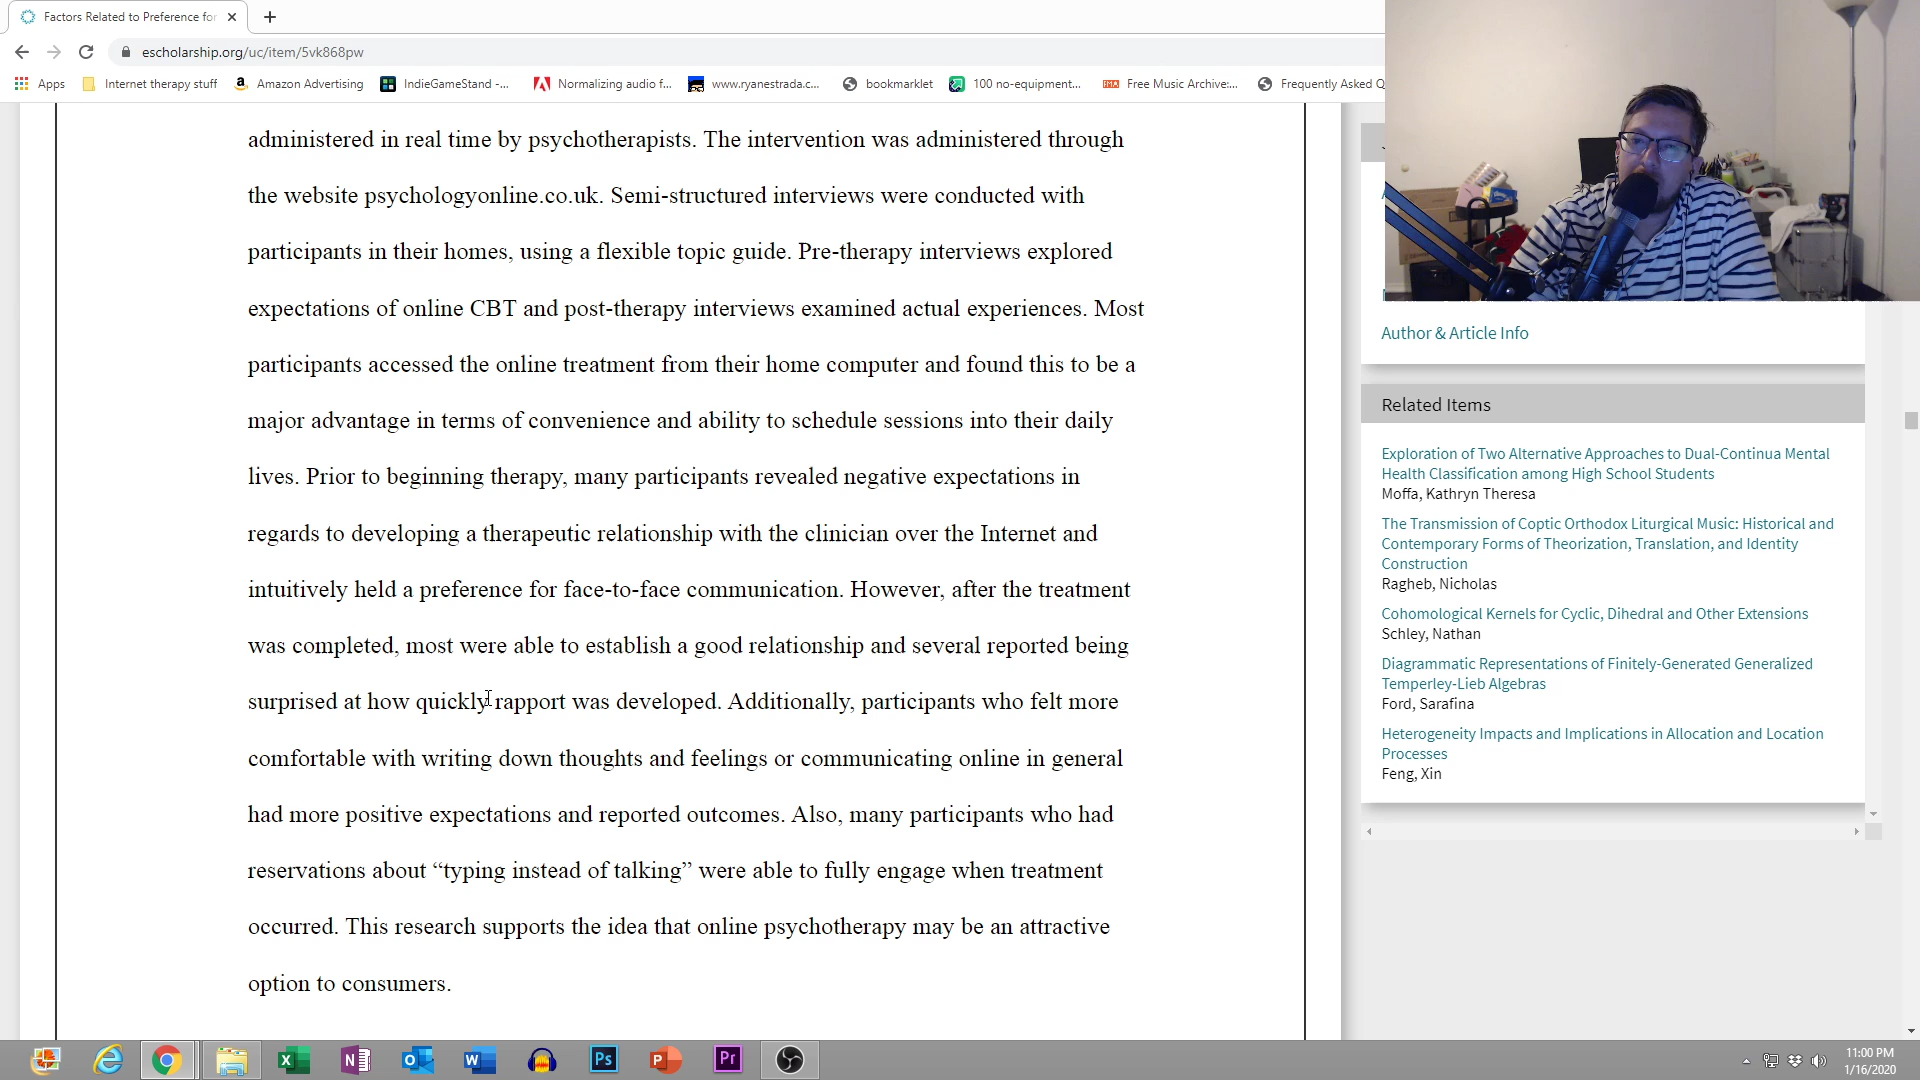 Factors Related to Preference for
escholarship.org/uc/item/5vk868pw
Apps
Internet therapy stuff
Amazon Advertising
IndieGameStand -...
Normalizing audio f...
www.ryanestrada.c...
bookmarklet
100 no-equipment...
Free Music Archive:...
Frequently Asked Q
administered in real time by psychotherapists. The intervention was administered through
the website psychologyonline.co.uk. Semi-structured interviews were conducted with
participants in their homes, using a flexible topic guide. Pre-therapy interviews explored
expectations of online CBT and post-therapy interviews examined actual experiences. Most
participants accessed the online treatment from their home computer and found this to be a
major advantage in terms of convenience and ability to schedule sessions into their daily
lives. Prior to beginning therapy, many participants revealed negative expectations in
regards to developing a therapeutic relationship with the clinician over the Internet and
intuitively held a preference for face-to-face communication. However, after the treatment
was completed, most were able to establish a good relationship and several reported being
surprised at how quickly rapport was developed. Additionally, participants who felt more
comfortable with writing down thoughts and feelings or communicating online in general
had more positive expectations and reported outcomes. Also, many participants who had
reservations about “typing instead of talking” were able to fully engage when treatment
occurred. This research supports the idea that online psychotherapy may be an attractive
option to consumers.
Author & Article Info
Related Items
Exploration of Two Alternative Approaches to Dual-Continua Mental
Health Classification among High School Students
Moffa, Kathryn Theresa
The Transmission of Coptic Orthodox Liturgical Music: Historical and
Contemporary Forms of Theorization, Translation, and Identity
Construction
Ragheb, Nicholas
Cohomological Kernels for Cyclic, Dihedral and Other Extensions
Schley, Nathan
Diagrammatic Representations of Finitely-Generated Generalized
Temperley-Lieb Algebras
Ford, Sarafina
Heterogeneity Impacts and Implications in Allocation and Location
Processes
Feng, Xin
11:00 PM
1/16/2020